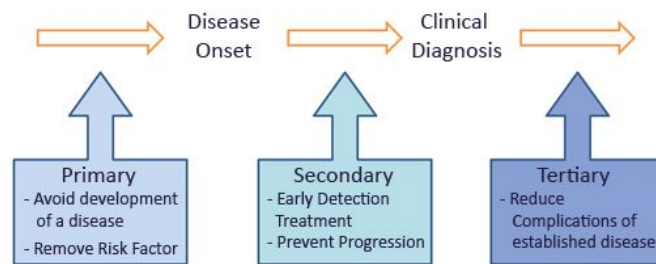 Disease
Onset
Clinical
Diagnosis
Primary
- Avoid development
of a disease
- Remove Risk Factor
Secondary
- Early Detection
Treatment
- Prevent Progression
Tertiary
- Reduce
Complications of
established disease